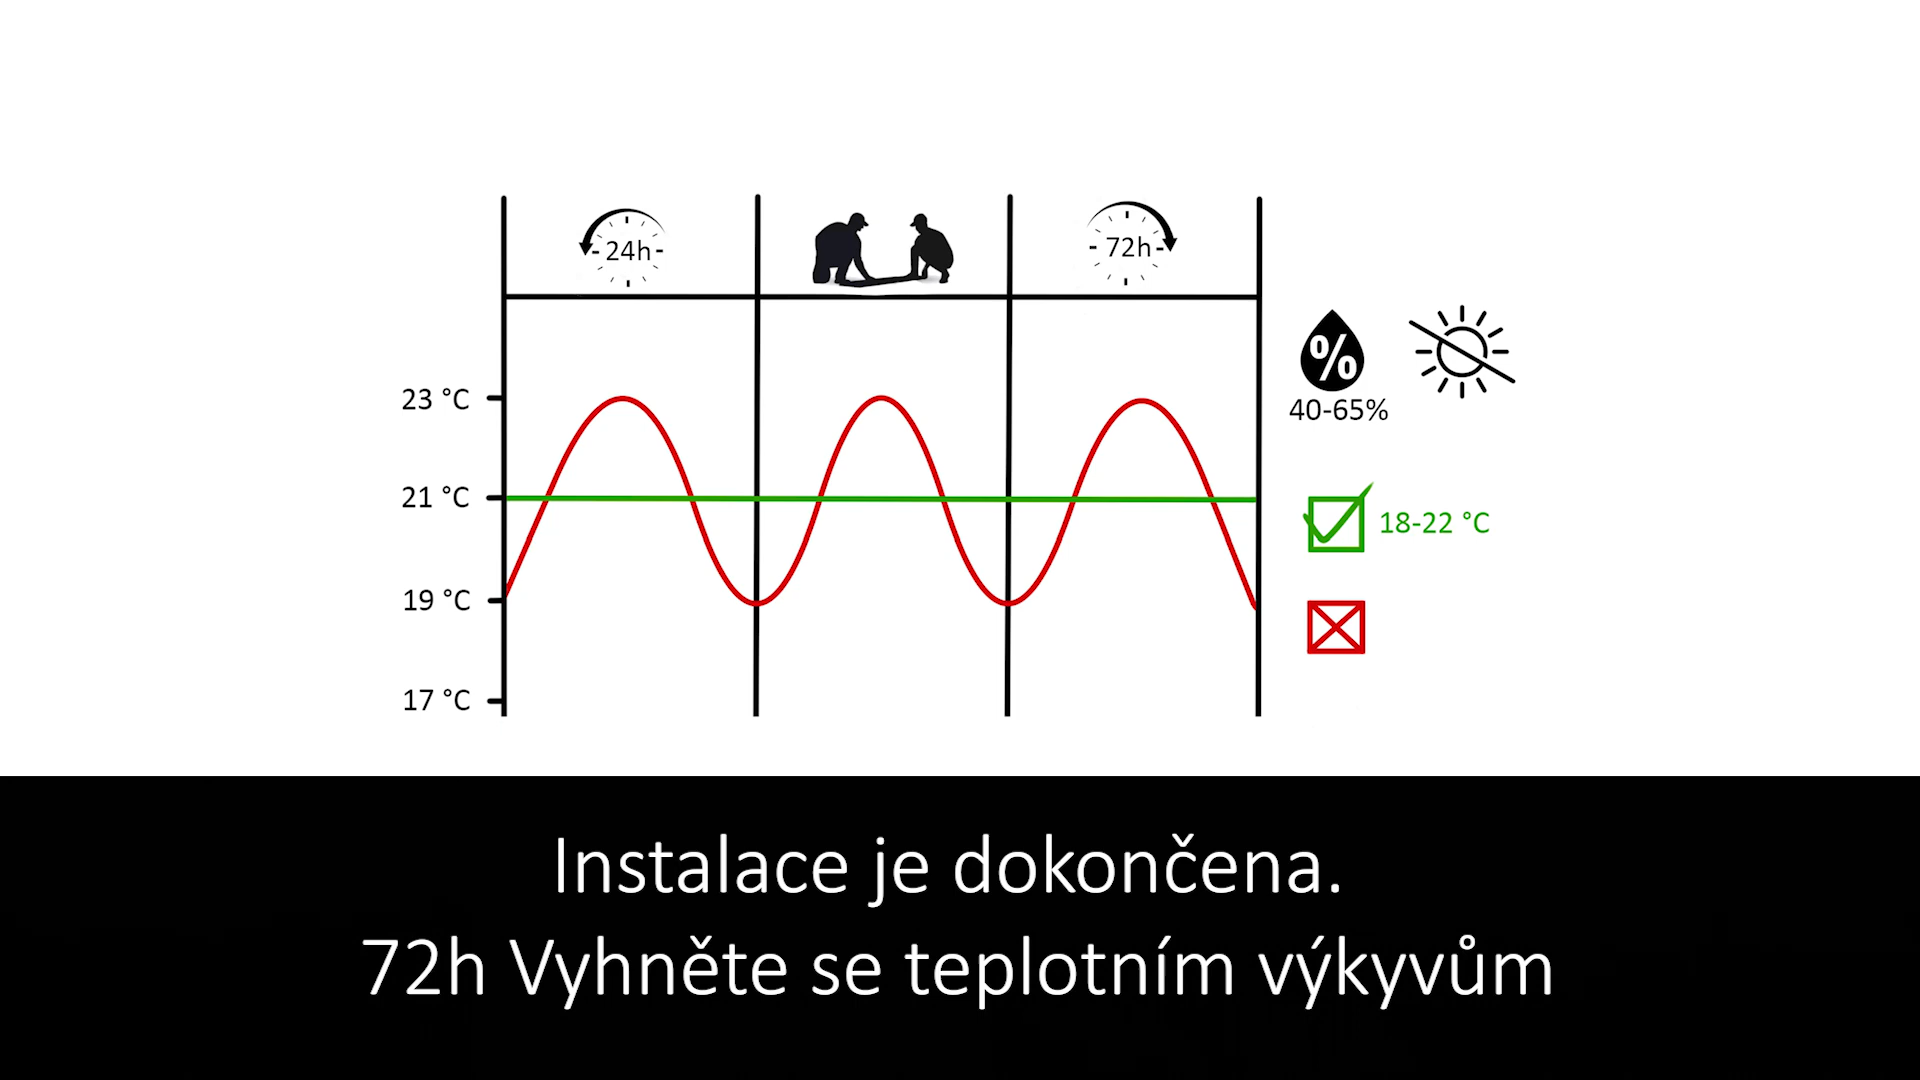 24h
72h
%
40-65%
23 °C
21 °C
18-22 °C
19 °C
17 °C
Instalace je dokončena.
72h Vyhněte se teplotním výkyvům